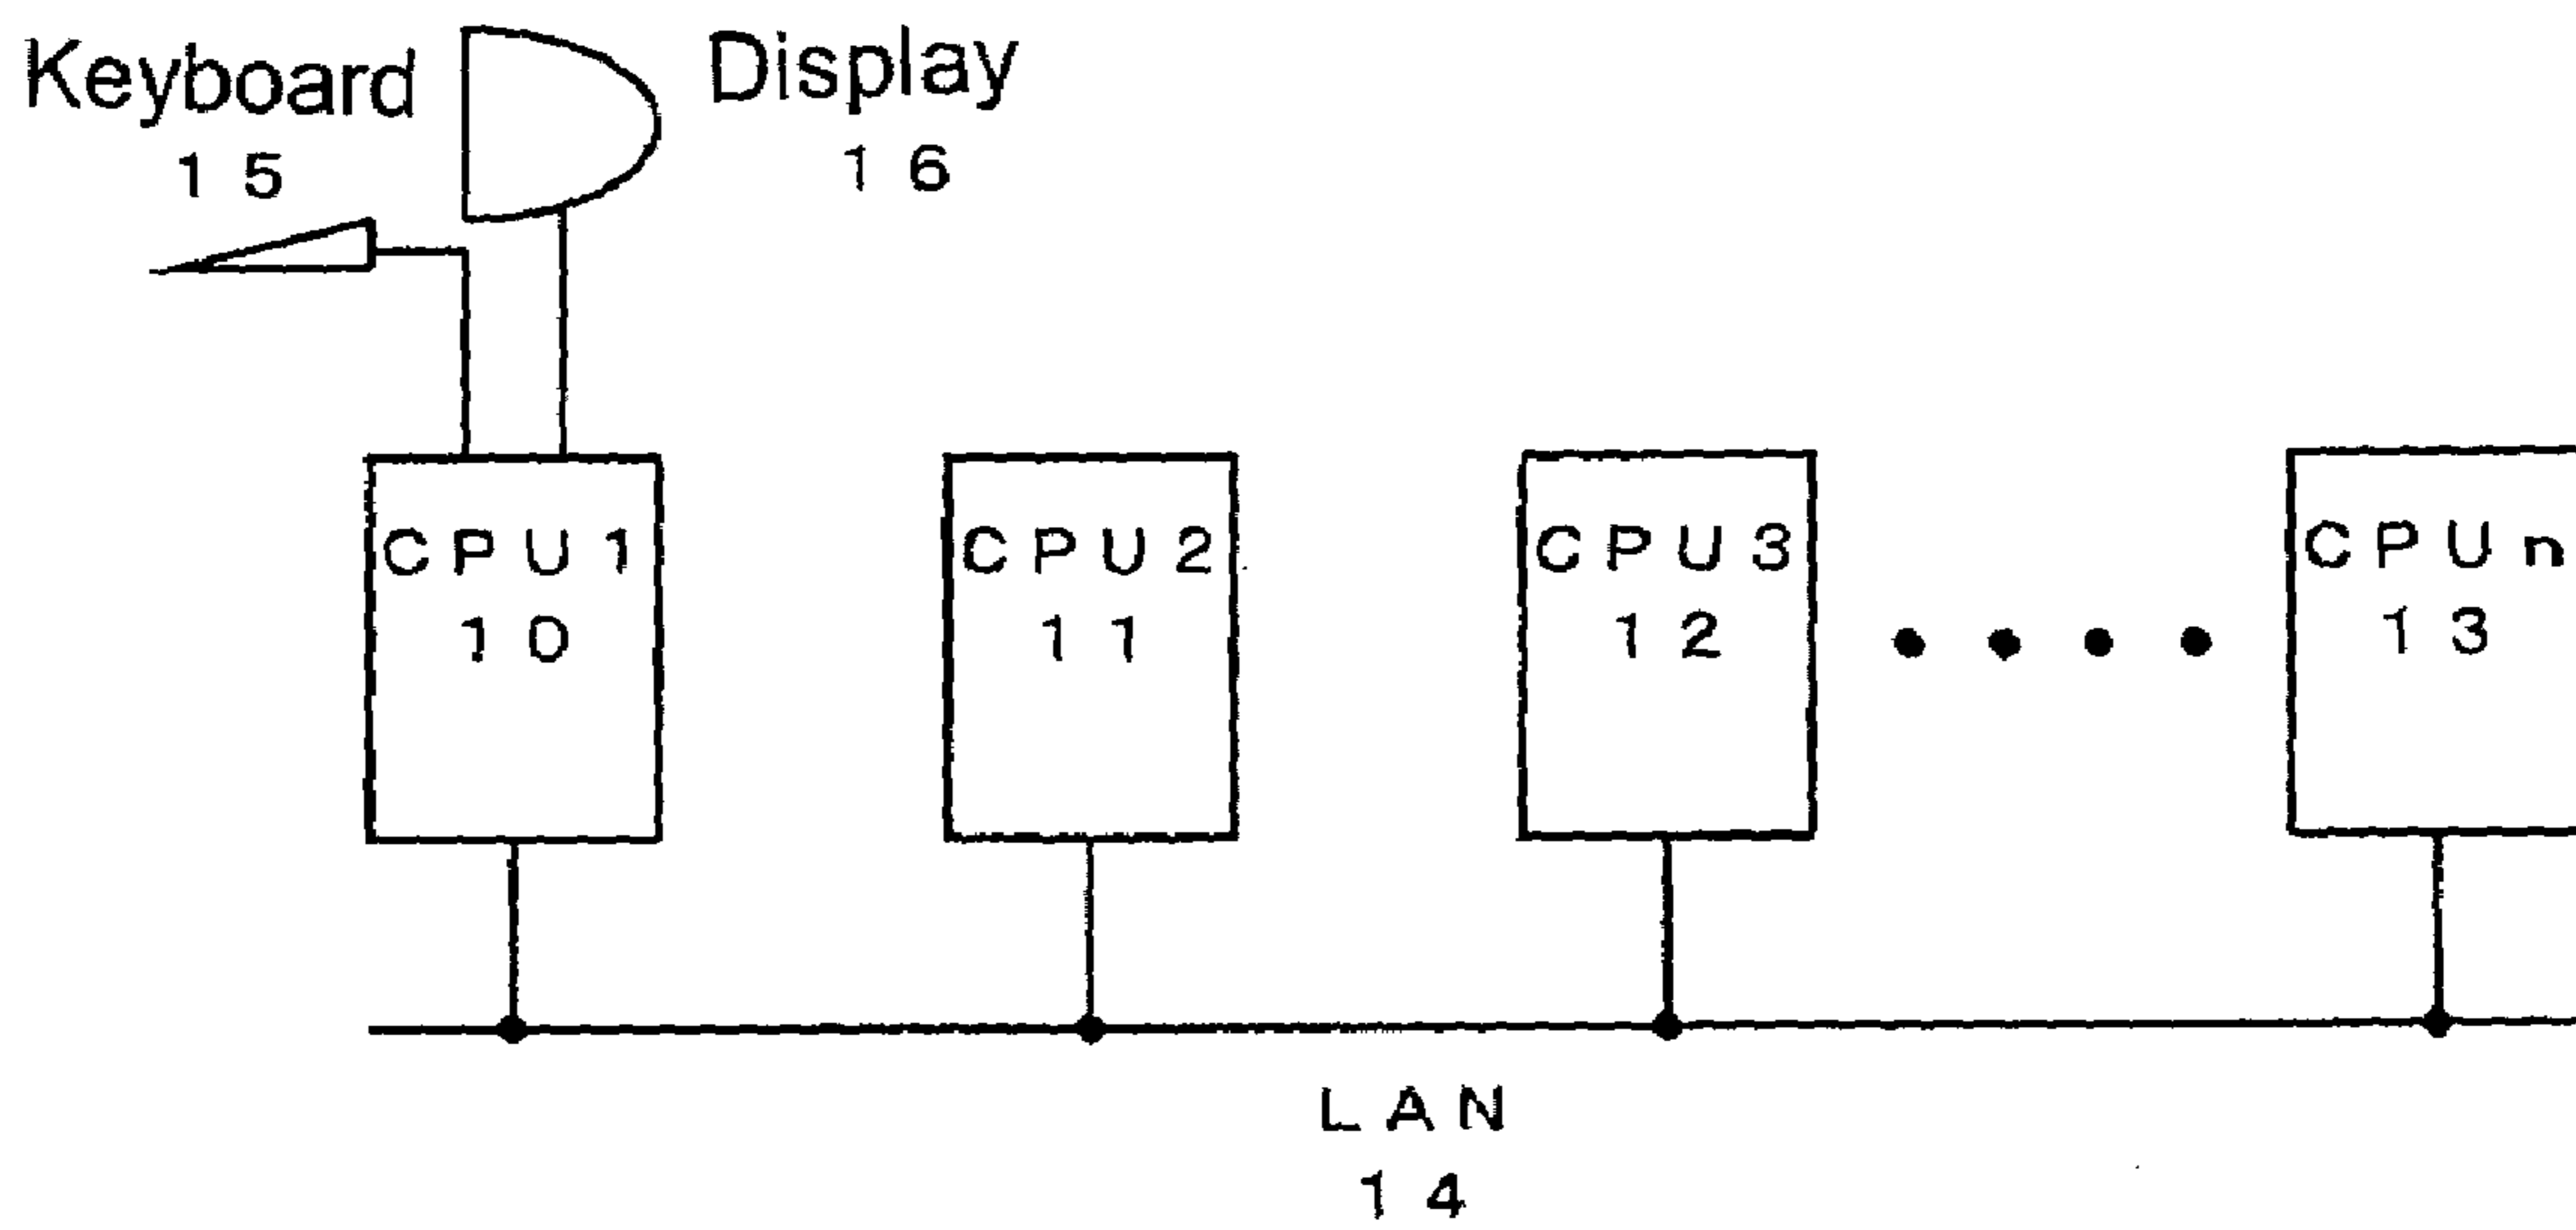 Keyboard
15
Display
16
CPU1
10
CPU2
11
CPU3
12
CPUn
13
LAN
14